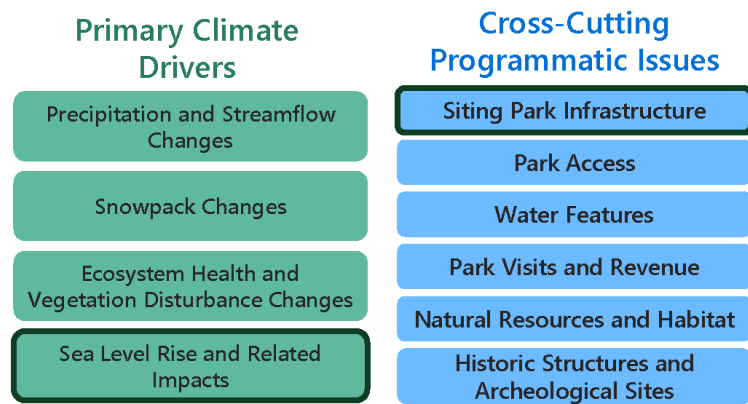 Primary Climate
Drivers
Precipitation and Streamflow
Changes
Snowpack Changes
Ecosystem Health and
Vegetation Disturbance Changes
Sea Level Rise and Related
Impacts
Cross-Cutting
Programmatic Issues
Siting Park Infrastructure
Park Access
Water Features
Park Visits and Revenue
Natural Resources and Habitat
Historic Structures and
Archeological Sites